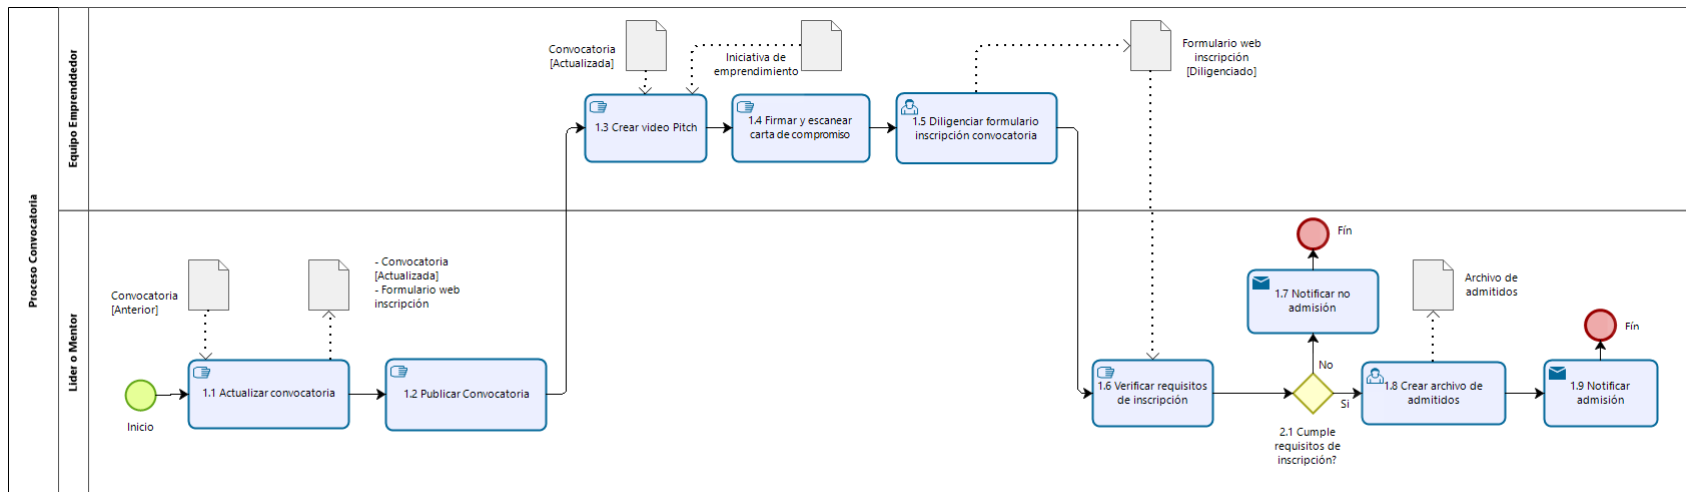 Proceso Convocatoria
Equipo Emprenddedor
Convocatoria
[Actualizada]
Iniciativa de
emprendimiento
Formulario web
inscripción
[Diligenciado]
1.3 Crear video Pitch
1.4 Firmar y escanear
carta de compromiso
1.5 Diligenciar formulario
inscripción convocatoria
Lider o Mentor
Convocatoria
[Anterior]
- Convocatoria
[Actualizada]
- Formulario web
inscripción
Inicio
1.1 Actualizar convocatoria
1.2 Publicar Convocatoria
1.6 Verificar requisitos
de inscripción
2.1 Cumple
requisitos de
inscripción?
No
Si
1.7 Notificar no
admisión
Fín
Archivo de
admitidos
1.8 Crear archivo de
admitidos
1.9 Notificar
admisión
Fín